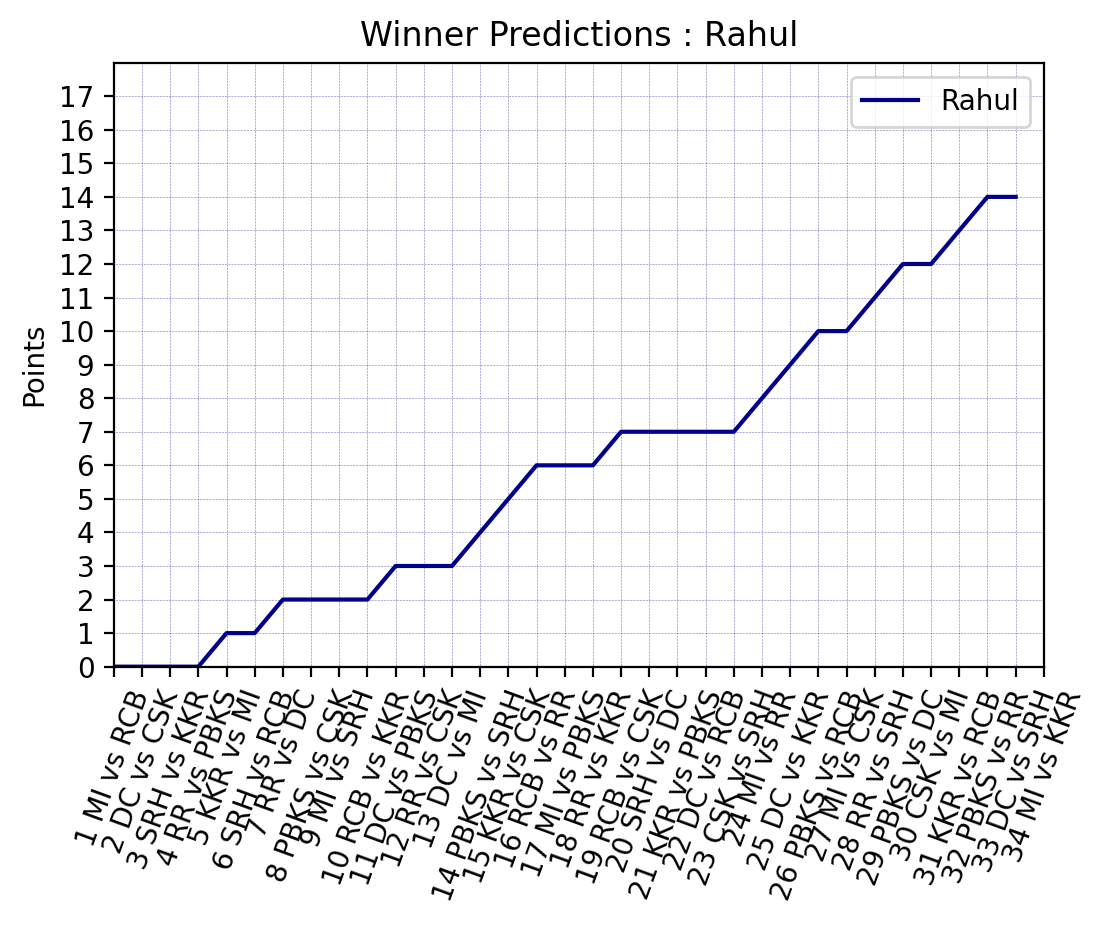 Winner Predictions : Rahul
Rahul
Points
17
16
15
14
13
12
11
10
9
8
7
6
5
4
3
2
1
0
1 MI vs RCB
2 DC vs CSK
3 SRH vs KKR
4 RR vs PBKS
5 KKR vs MI
6 SRH vs RCB
7 RR vs DC
8 PBKS vs CSK
9 MI vs SRH
10 RCB vs KKR
11 DC vs PBKS
12 RR vs CSK
13 DC vs MI
14 PBKS vs SRH
15 KKR vs CSK
16 RCB vs RR
17 MI vs PBKS
18 RR vs KKR
19 RCB vs CSK
20 SRH vs DC
21 KKR vs PBKS
22 DC vs RCB
23 CSK vs SRH
24 MI vs RR
25 DC vs KKR
26 PBKS vs RCB
27 MI vs CSK
28 RR vs SRH
29 PBKS vs DC
30 CSK vs MI
31 KKR vs RCB
32 PBKS vs RR
33 DC vs SRH
34 MI vs KKR